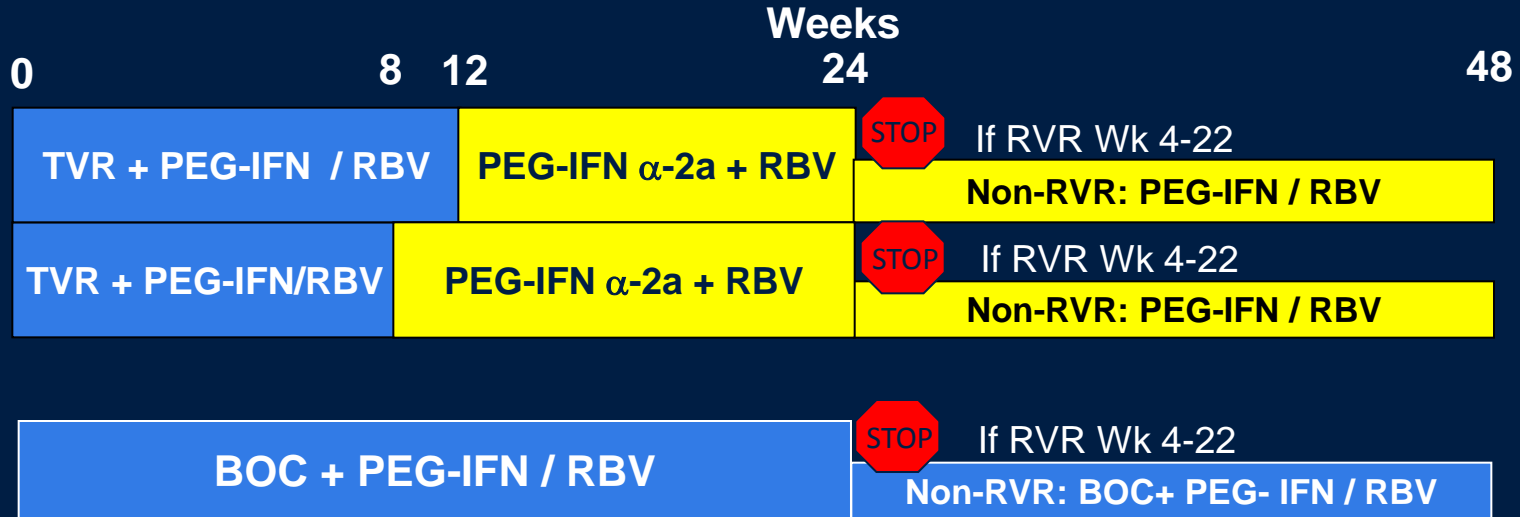 Weeks
0 8 12 24 48
TVR + PEG-IFN / RBV PEG-IFN α-2a + RBV STOP If RVR Wk 4-22
Non-RVR: PEG-IFN / RBV
TVR + PEG-IFN/RBV PEG-IFN α-2a + RBV STOP If RVR Wk 4-22
Non-RVR: PEG-IFN / RBV
BOC + PEG-IFN / RBV STOP If RVR Wk 4-22
Non-RVR: BOC+ PEG- IFN / RBV